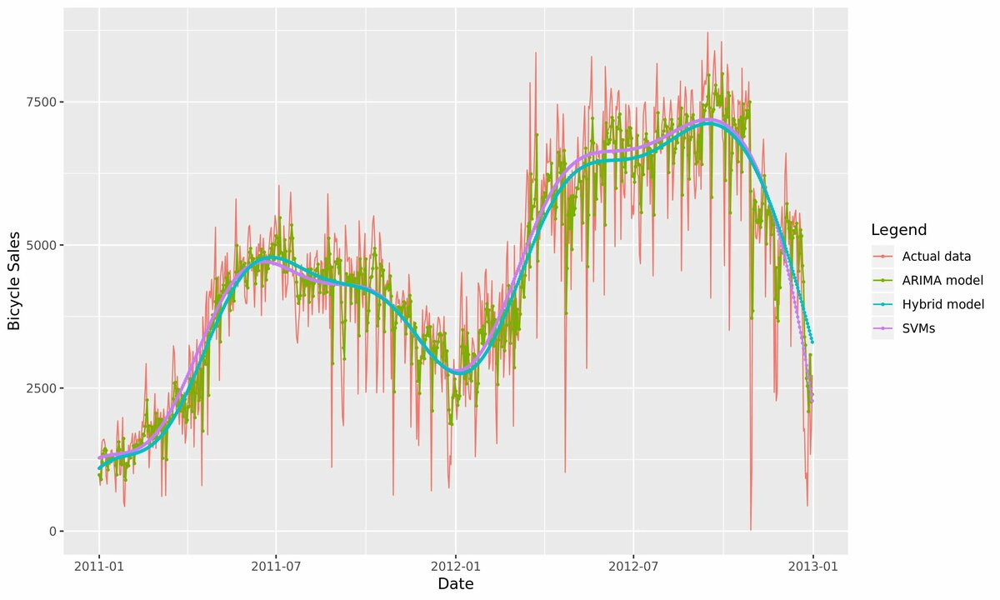 7500
5000
2500
0
Bicycle Sales
2011-01
2011-07
2012-01
2012-07
2013-01
Date
Legend
Actual data
ARIMA model
Hybrid model
SVMs